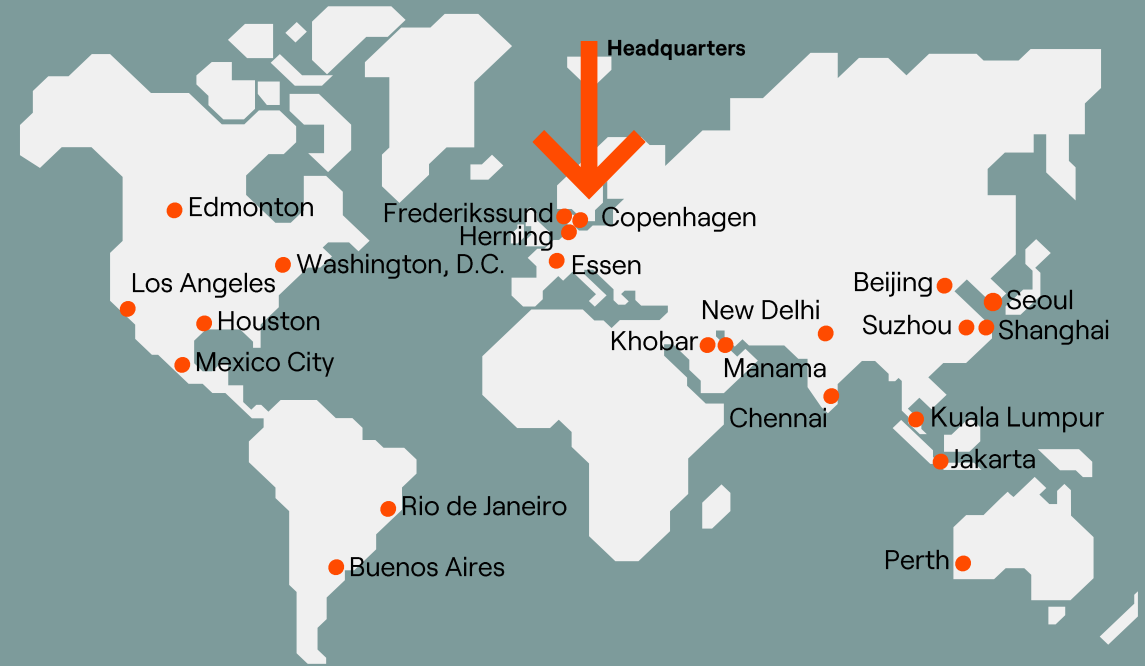 Headquarters
Edmonton
Frederikssund
Copenhagen
Herning
Washington, D.C.
Essen
Los Angeles
Beijing
Seoul
New Delhi
Houston
Suzhou
Shanghai
Khobar
Mexico City
Manama
Chennai
Kuala Lumpur
Jakarta
Rio de Janeiro
Perth
Buenos Aires